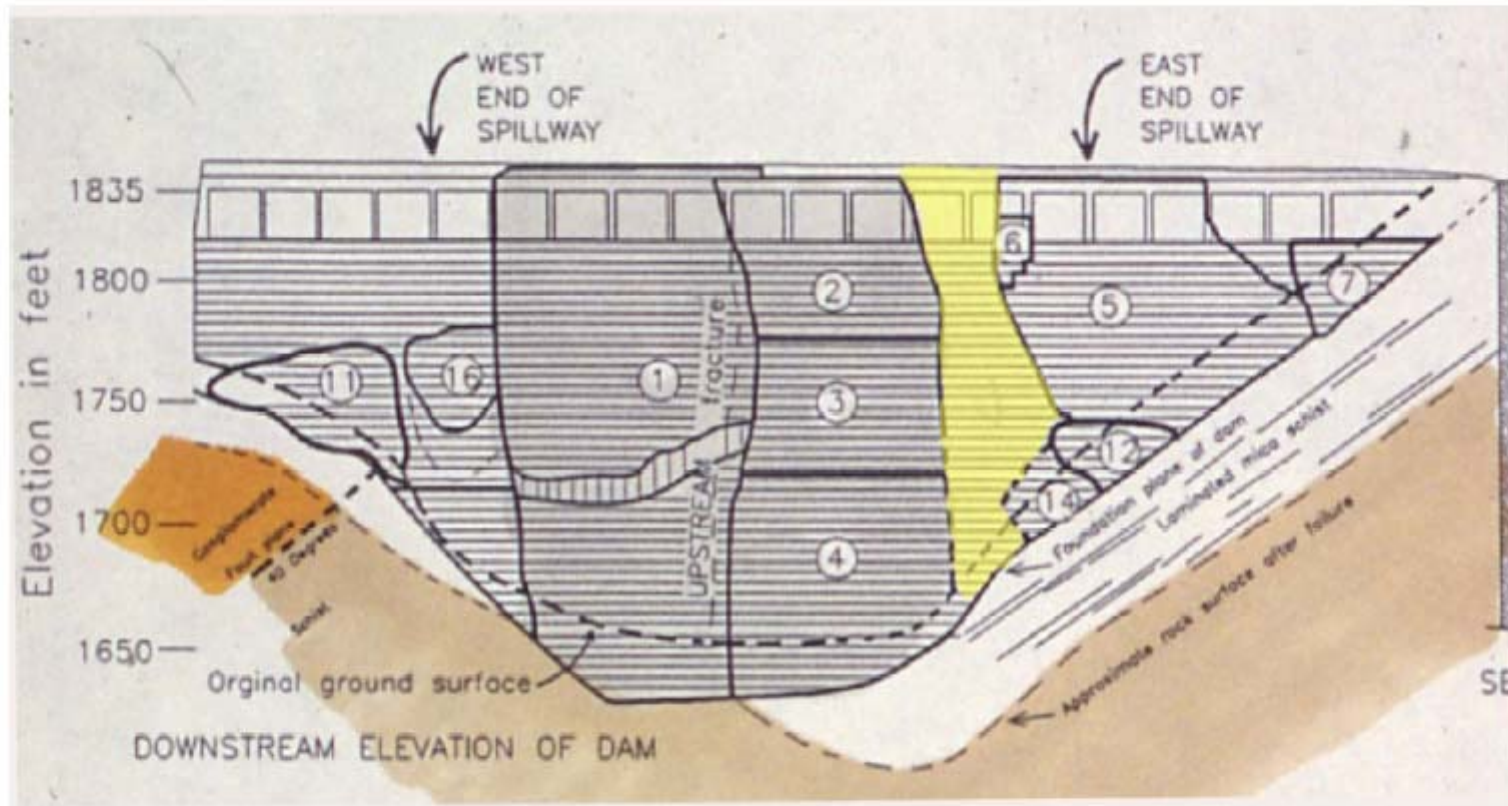 WEST
END OF
SPILLWAY
EAST
END OF
SPILLWAY
Elevation in feet
1835
1800
1750
1700
1650
6
2
7
5
11
16
1
3
UPSTREAM fracture
12
14
4
Foundation plane of dam
Laminated mica schist
Approximate rock surface after failure
Conglomerate
Fault plane
40 Degrees
Schist
Orginal ground surface
DOWNSTREAM ELEVATION OF DAM
SE